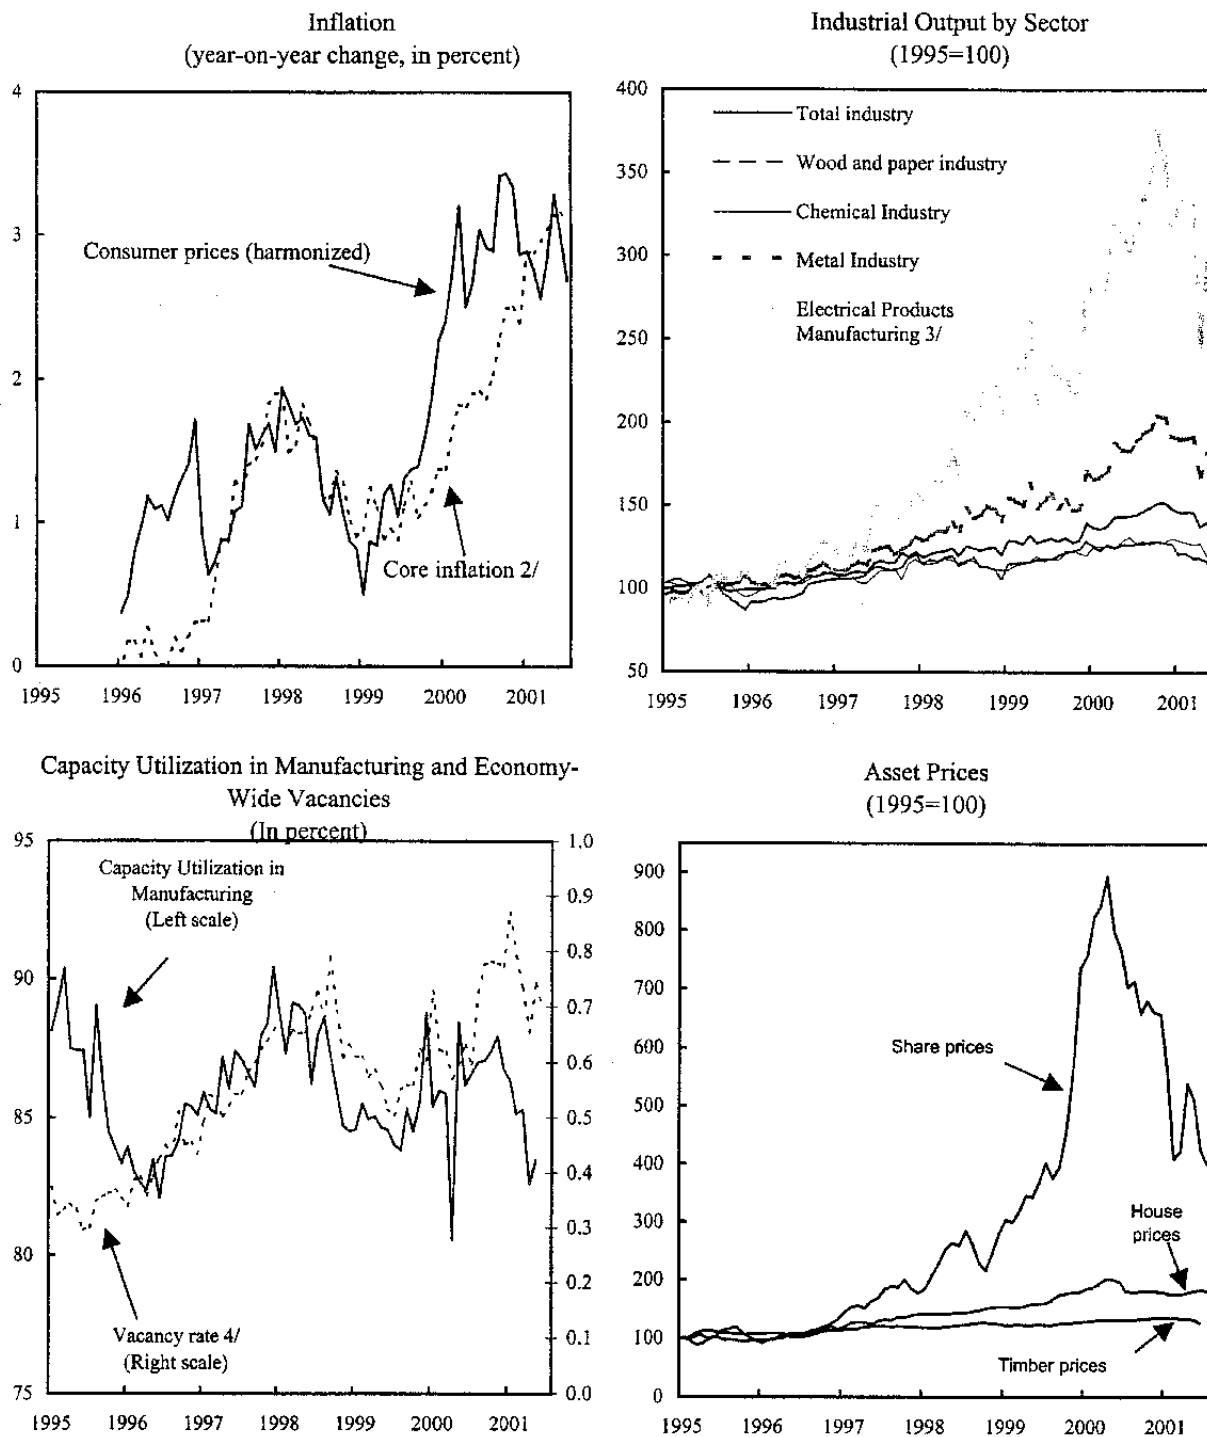 Inflation
(year-on-year change, in percent)
4
3
2
1
0
Consumer prices (harmonized)
Core inflation 2/
1995 1996 1997 1998 1999 2000 2001
Industrial Output by Sector
(1995=100)
400
350
300
250
200
150
100
50
Total industry
Wood and paper industry
Chemical Industry
Metal Industry
Electrical Products
Manufacturing 3/
1995 1996 1997 1998 1999 2000 2001
Capacity Utilization in Manufacturing and Economy-
Wide Vacancies
(In percent)
95
90
85
80
75
Capacity Utilization in
Manufacturing
(Left scale)
Vacancy rate 4/
(Right scale)
1.0
0.9
0.8
0.7
0.6
0.5
0.4
0.3
0.2
0.1
0.0
1995 1996 1997 1998 1999 2000 2001
Asset Prices
(1995=100)
900
800
700
600
500
400
300
200
100
0
Share prices
House
prices
Timber prices
1995 1996 1997 1998 1999 2000 2001